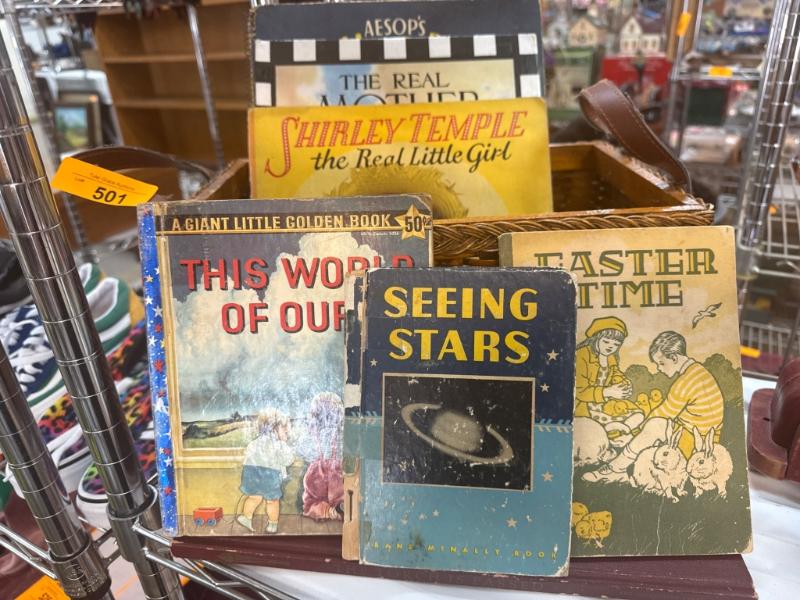 AESOP'S
THE REAL
MOTHER
SHIRLEY TEMPLE
the Real Little Girl
501
A GIANT LITTLE GOLDEN BOOK 50¢
THIS WORLD
OF OUR
SEEING
STARS
RAND MCNALLY BOOK
EASTER
TIME